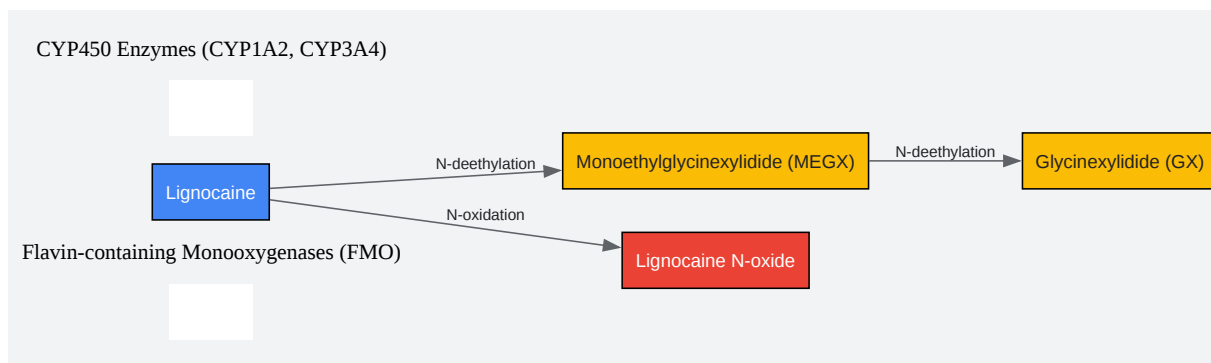 CYP450 Enzymes (CYP1A2, CYP3A4)
N-deethylation
Monoethylglycinexylidide (MEGX)
N-deethylation
Glycinexylidide (GX)
Lignocaine
N-oxidation
Flavin-containing Monooxygenases (FMO)
Lignocaine N-oxide